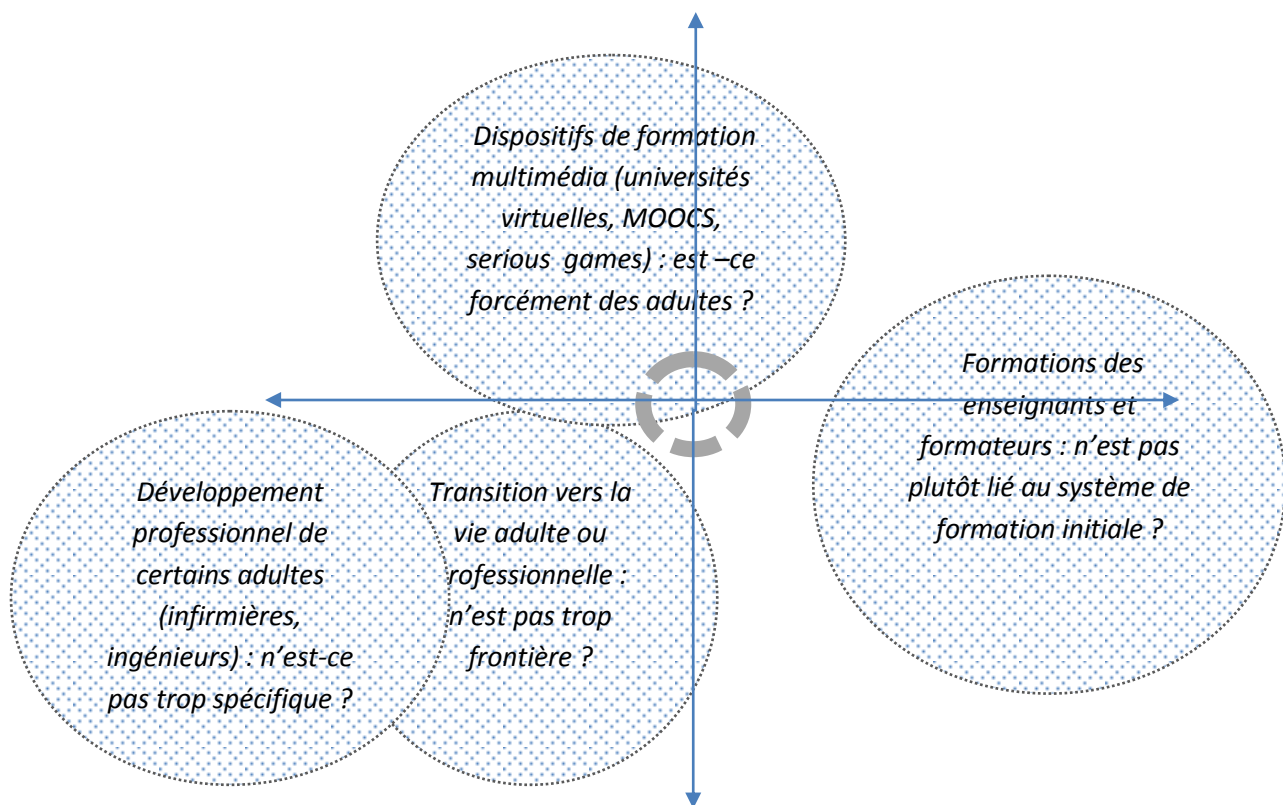 Dispositifs de formation
multimédia (universités
virtuelles, MOOCS,
serious games) : est –ce
forcément des adultes ?
Formations des
enseignants et
formateurs : n’est pas
plutôt lié au système de
formation initiale ?
Développement
professionnel de
certains adultes
(infirmières,
ingénieurs) : n’est-ce
pas trop spécifique ?
Transition vers la
vie adulte ou
rofessionnelle :
n’est pas trop
frontière ?